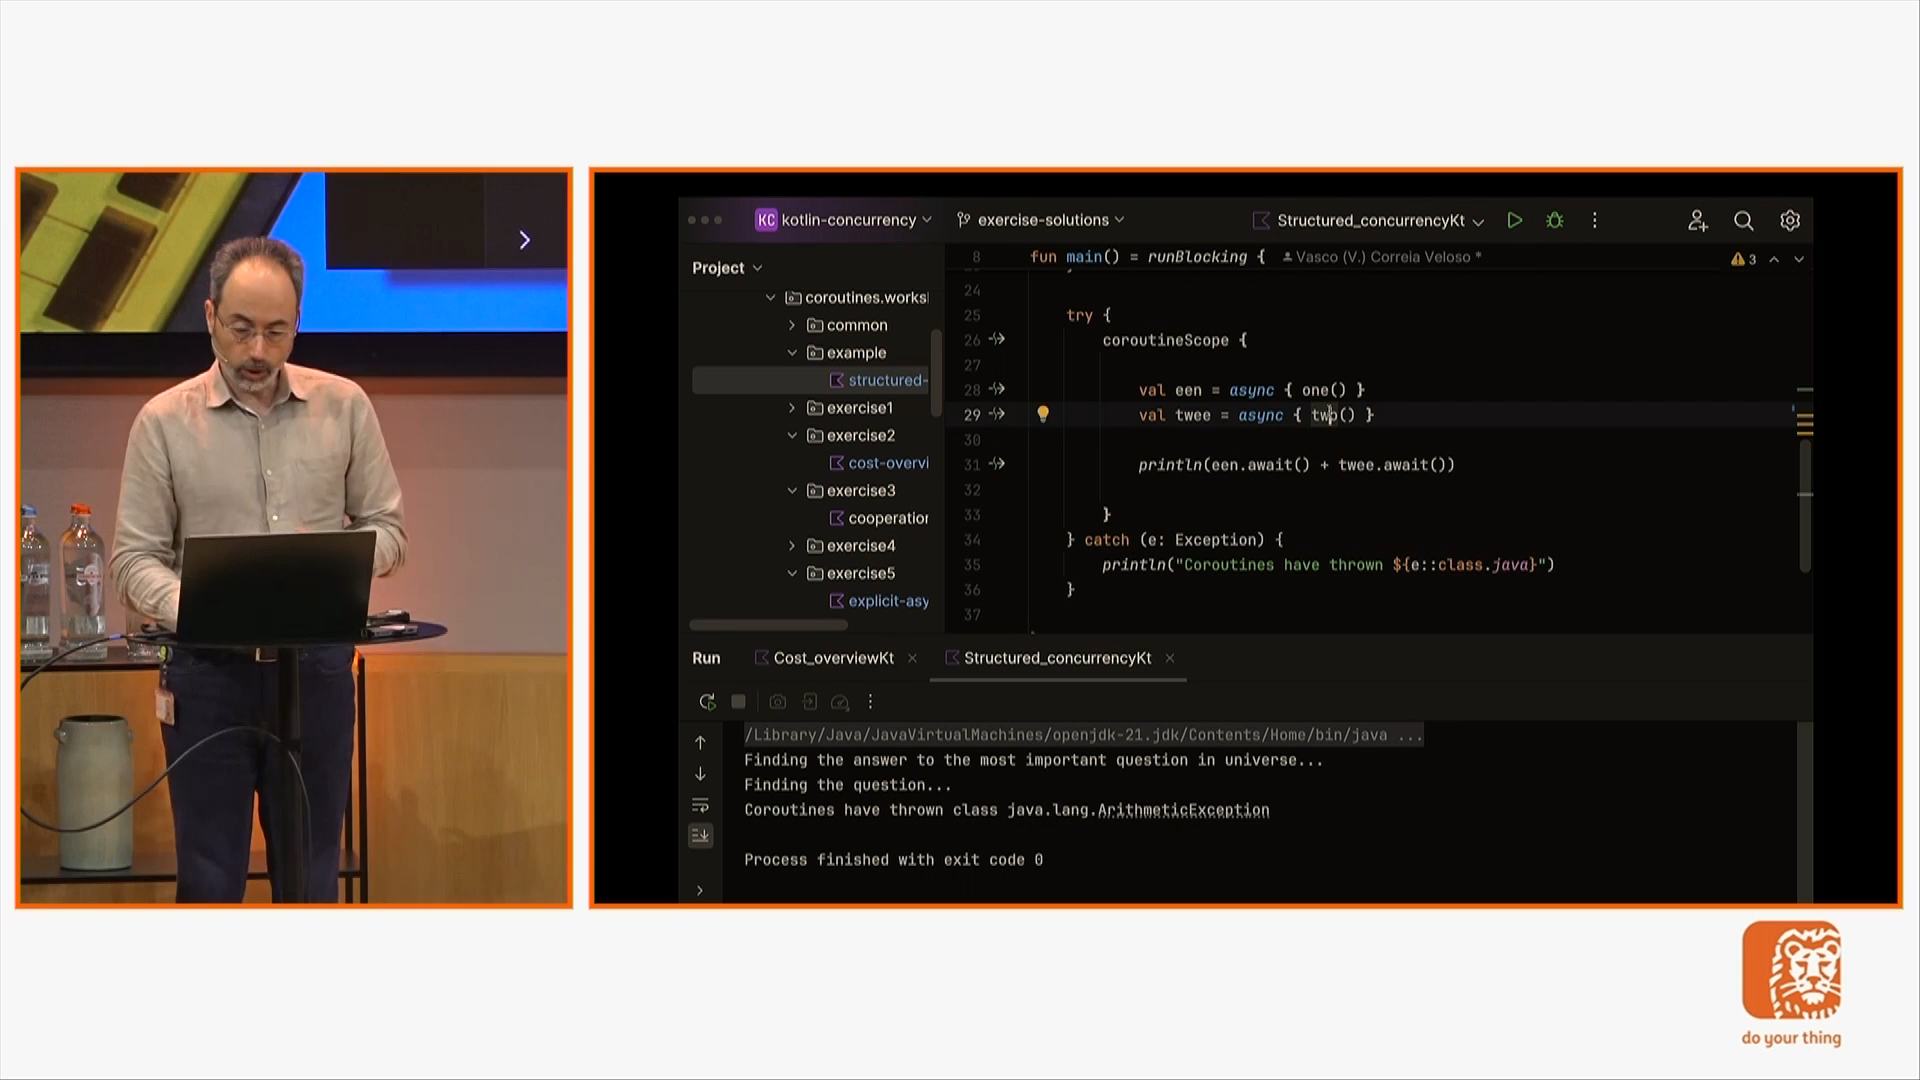 KC kotlin-concurrency
exercise-solutions
Structured_concurrencyKt
Project
coroutines.works
common
example
structured-
exercise1
exercise2
cost-overvi
exercise3
cooperation
exercise4
exercise5
explicit-asy
8 fun main() = runBlocking { Vasco (V.) Correia Veloso *
3
24
25 try {
26 coroutineScope {
27
28 val een = async { one() }
29 val twee = async { two() }
30
31 println(een.await() + twee.await())
32
33 }
34 } catch (e: Exception) {
35 println("Coroutines have thrown ${e::class.java}")
36 }
37
Run
Cost_overviewKt
Structured_concurrencyKt
/Library/Java/JavaVirtualMachines/openjdk-21.jdk/Contents/Home/bin/java ...
Finding the answer to the most important question in universe...
Finding the question...
Coroutines have thrown class java.lang.ArithmeticException
Process finished with exit code 0
do your thing